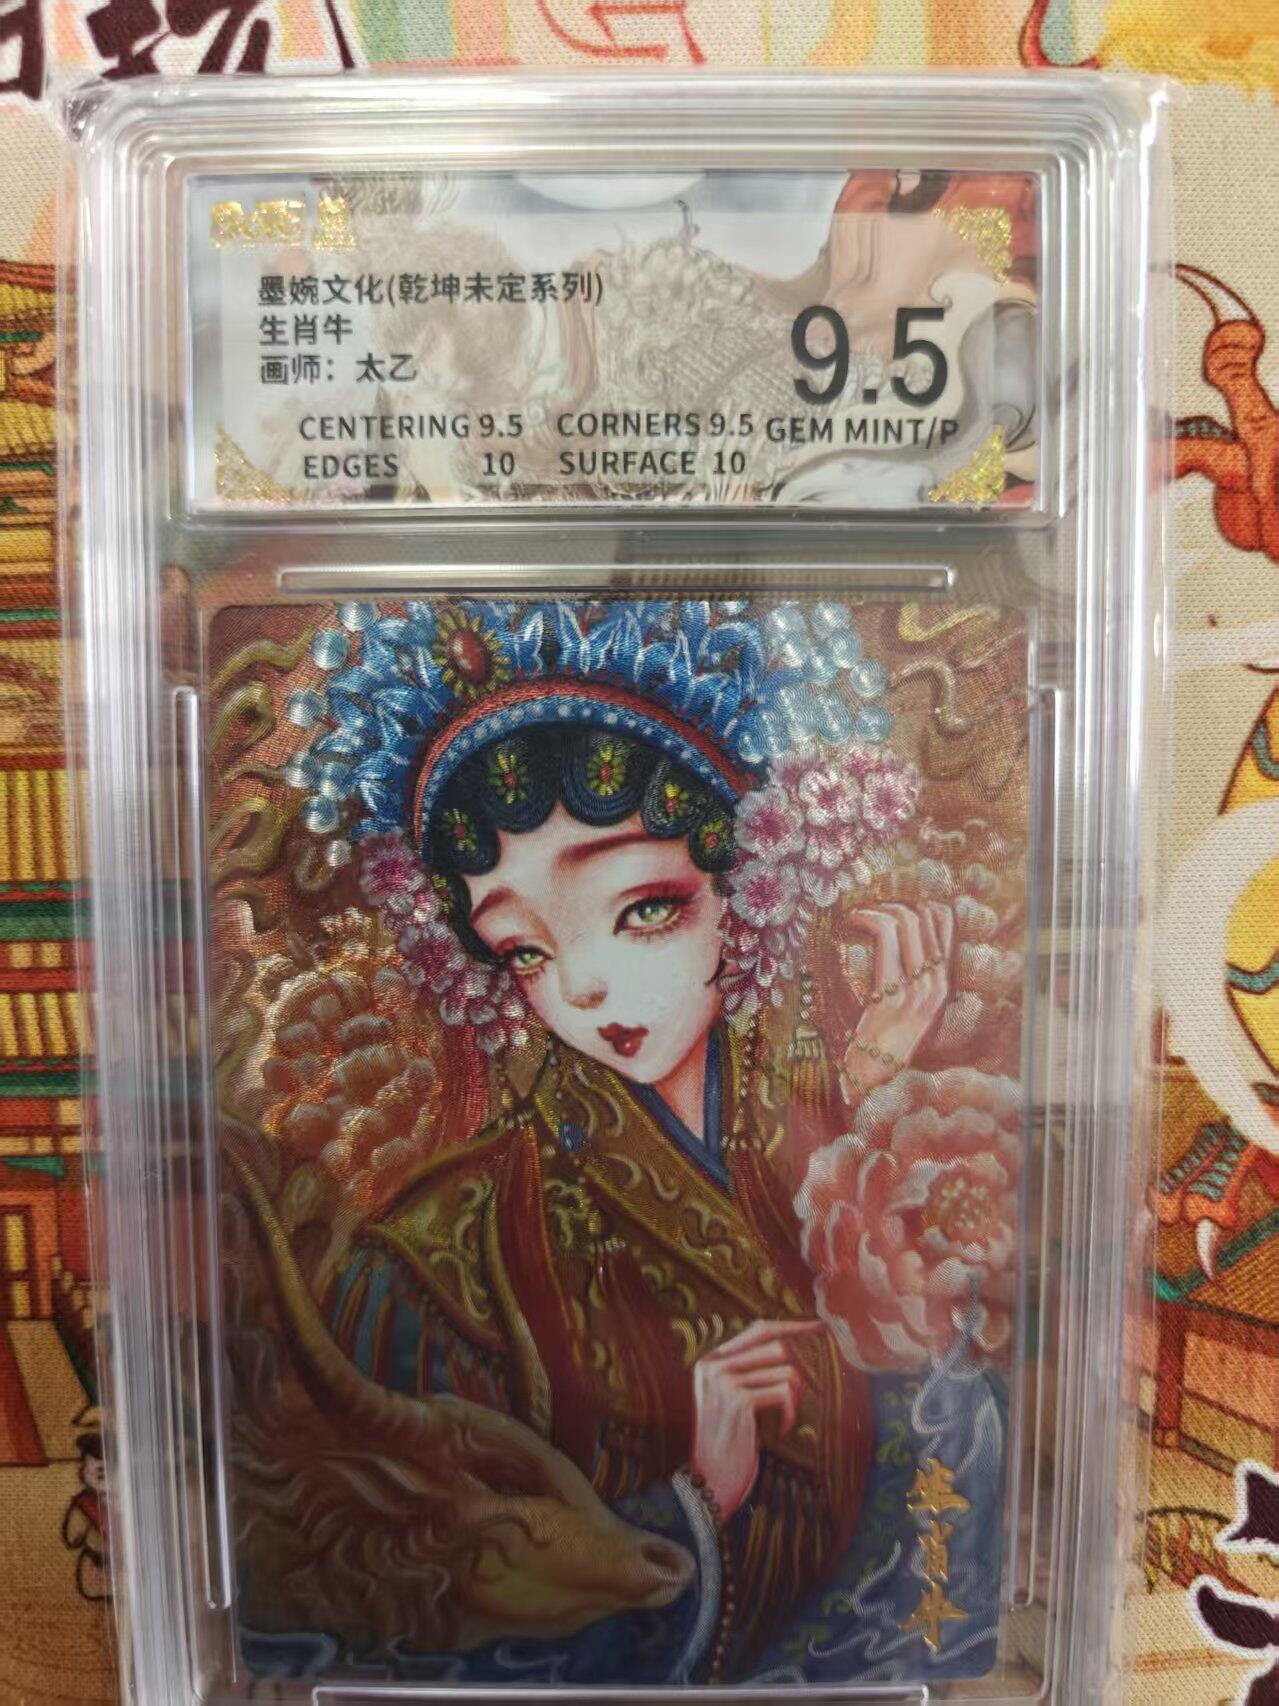 墨婉文化(乾坤未定系列)
生肖牛
画师：太乙
9.5
CENTERING 9.5 CORNERS 9.5 GEM MINT/P
EDGES 10 SURFACE 10
生肖牛